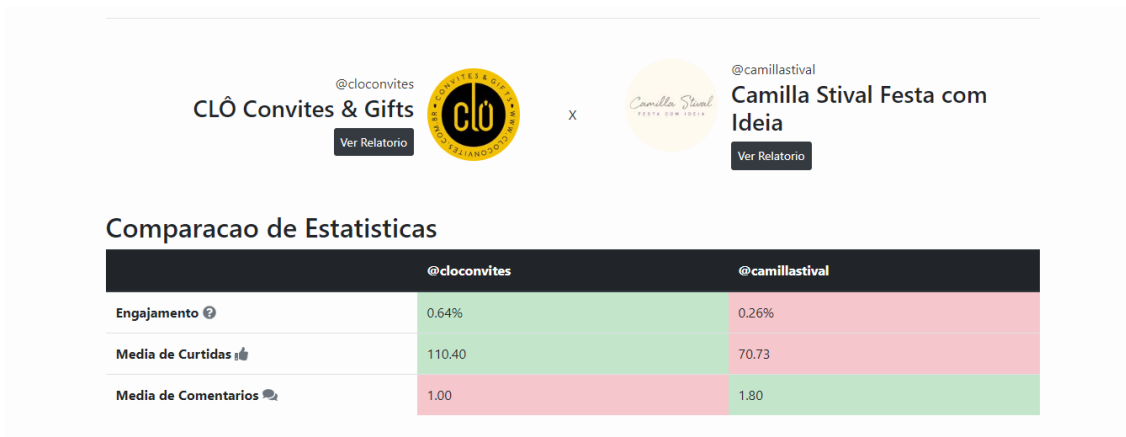 @cloconvites
CLÔ Convites & Gifts
Ver Relatorio
CONVITES & GIFTS • WWW.CLOCONVITES.COM.BR •
clô
x
Camilla Stival
FESTA COM IDEIA
@camillastival
Camilla Stival Festa com
Ideia
Ver Relatorio
Comparacao de Estatisticas
@cloconvites @camillastival
Engajamento 0.64% 0.26%
Media de Curtidas 110.40 70.73
Media de Comentarios 1.00 1.80